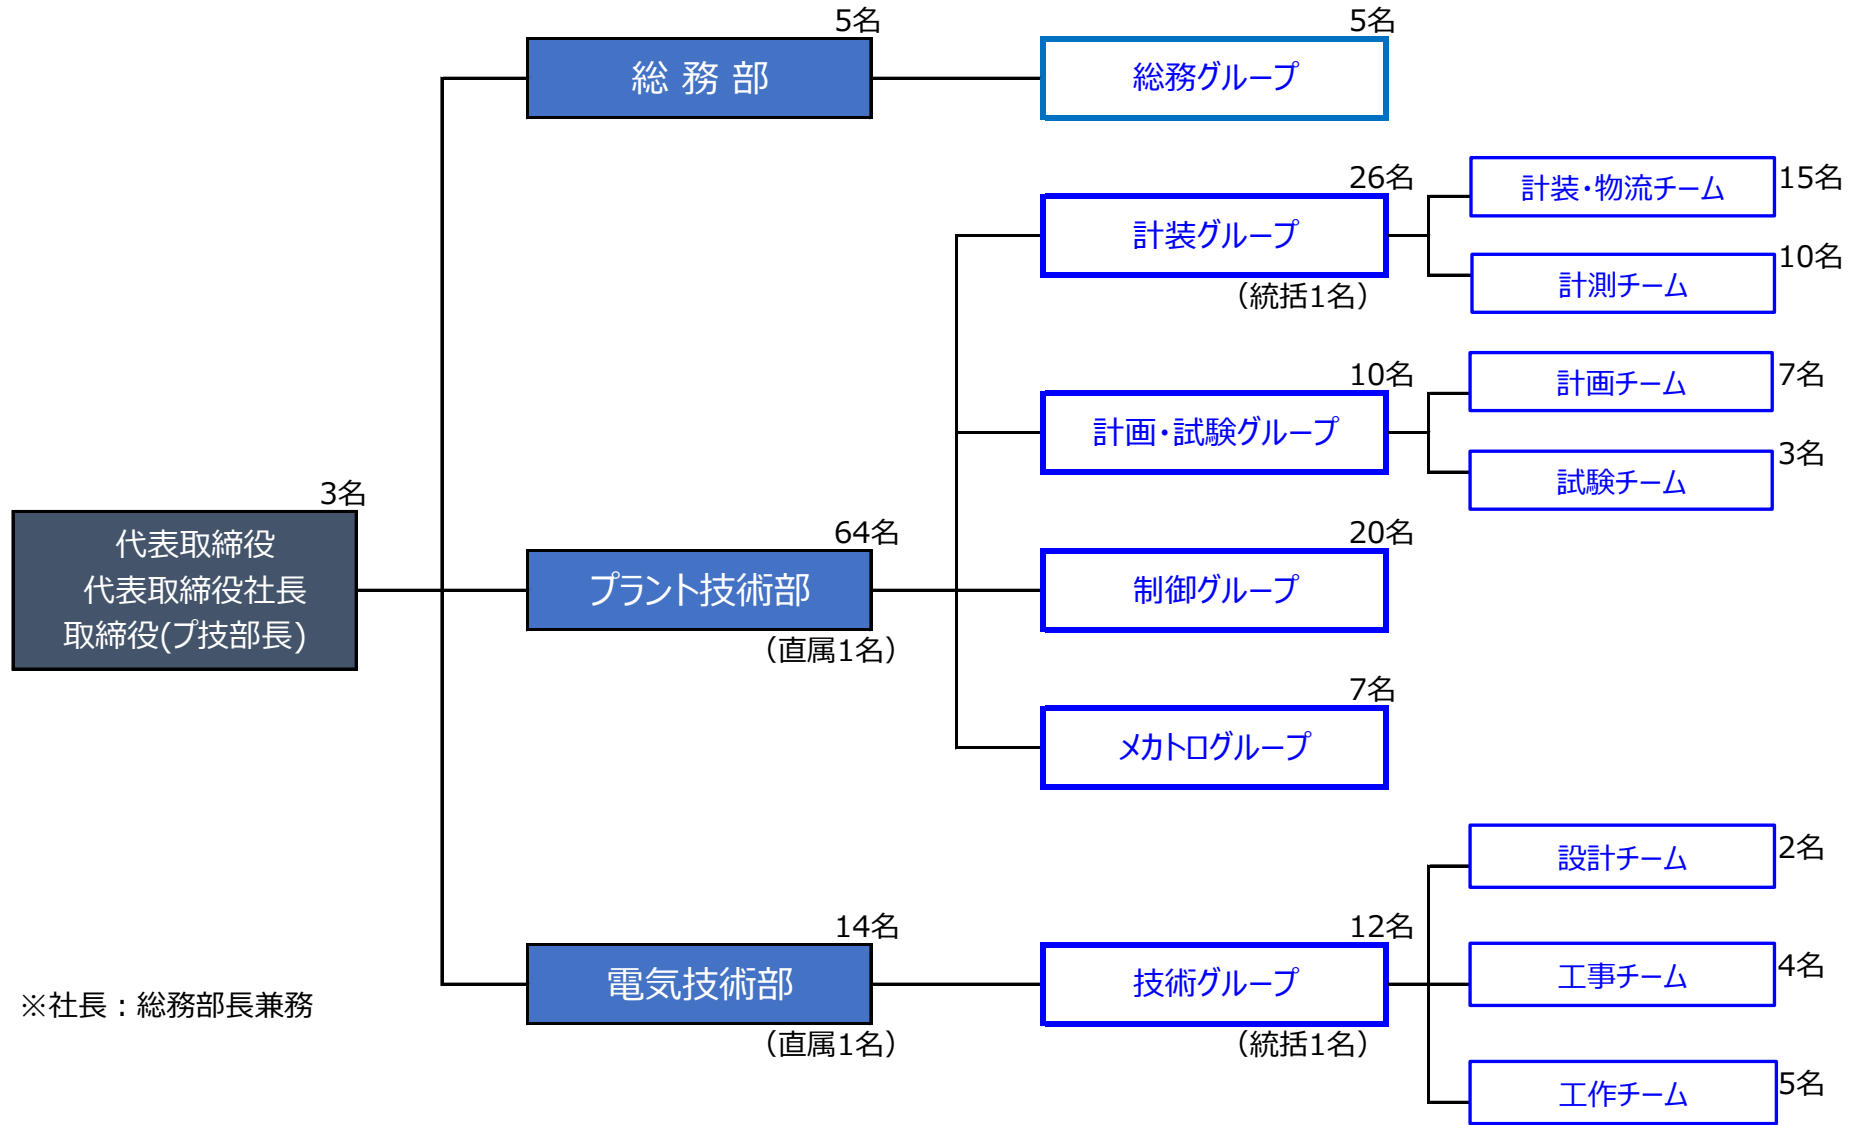 5名
総 務 部
5名
総務グループ
26名
計装グループ
（統括1名）
計装・物流チーム
15名
計測チーム
10名
10名
計画・試験グループ
計画チーム
7名
試験チーム
3名
3名
代表取締役
代表取締役社長
取締役(プ技部長)
64名
プラント技術部
（直属1名）
20名
制御グループ
7名
メカトログループ
14名
電気技術部
（直属1名）
12名
技術グループ
（統括1名）
設計チーム
2名
工事チーム
4名
工作チーム
5名
※社長：総務部長兼務